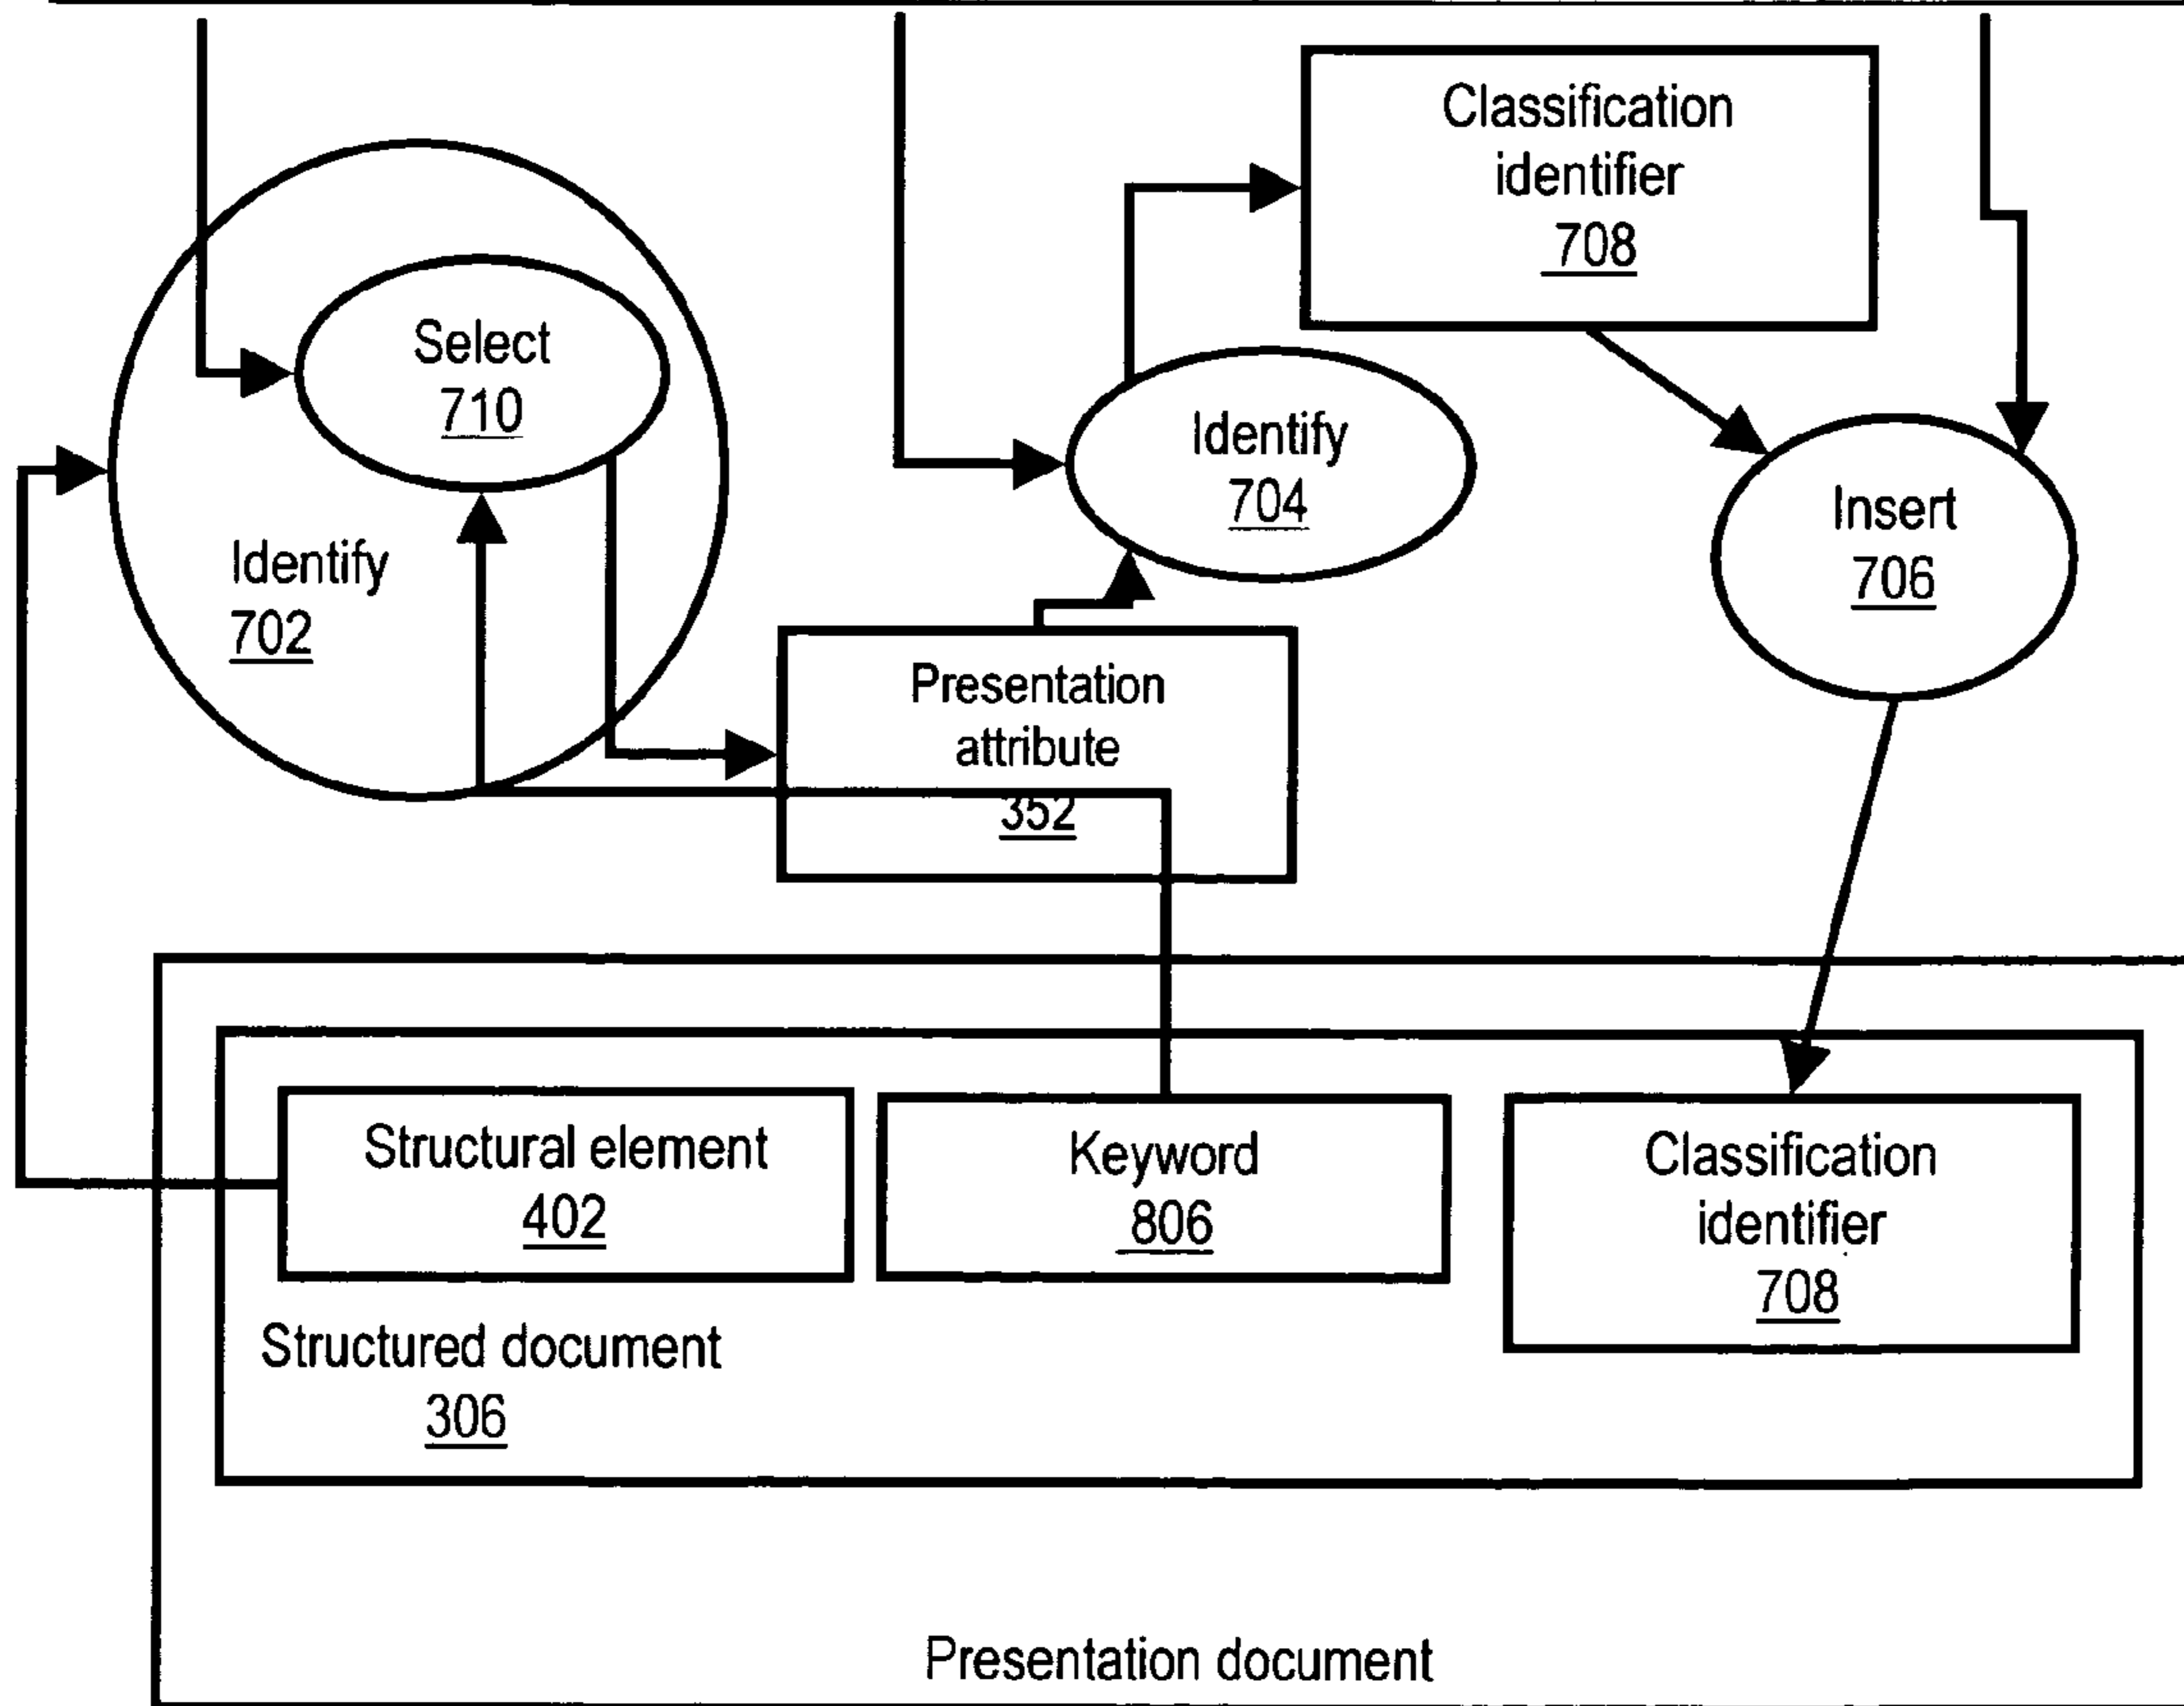 Classification
identifier
708
Select
710
Identify
704
Insert
706
Identify
702
Presentation
attribute
352
Structural element
402
Keyword
806
Classification
identifier
708
Structured document
306
Presentation document